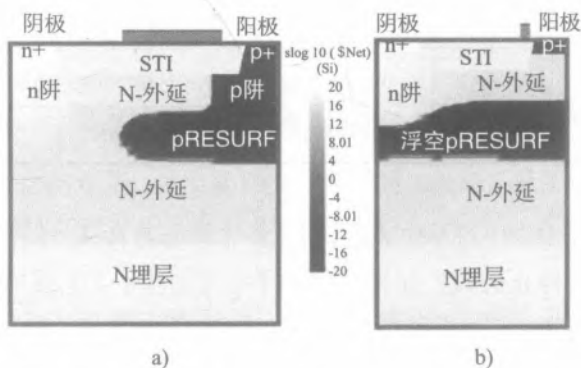 阴极 阳极
n+ p+
STI
n阱 N-外延 p阱
pRESURF
N-外延
N埋层
a)
slog 10 ( $Net)
(Si)
20
16
12
8.01
4
0
-4
-8.01
-12
-16
-20
阴极 阳极
n+ p+
STI
n阱 N-外延
浮空pRESURF
N-外延
N埋层
b)